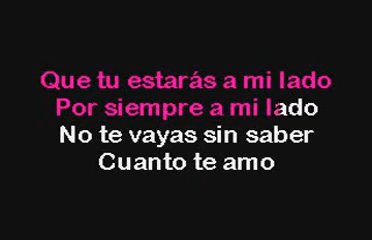 Que tu estarás a mi lado
Por siempre a mi lado
No te vayas sin saber
Cuanto te amo